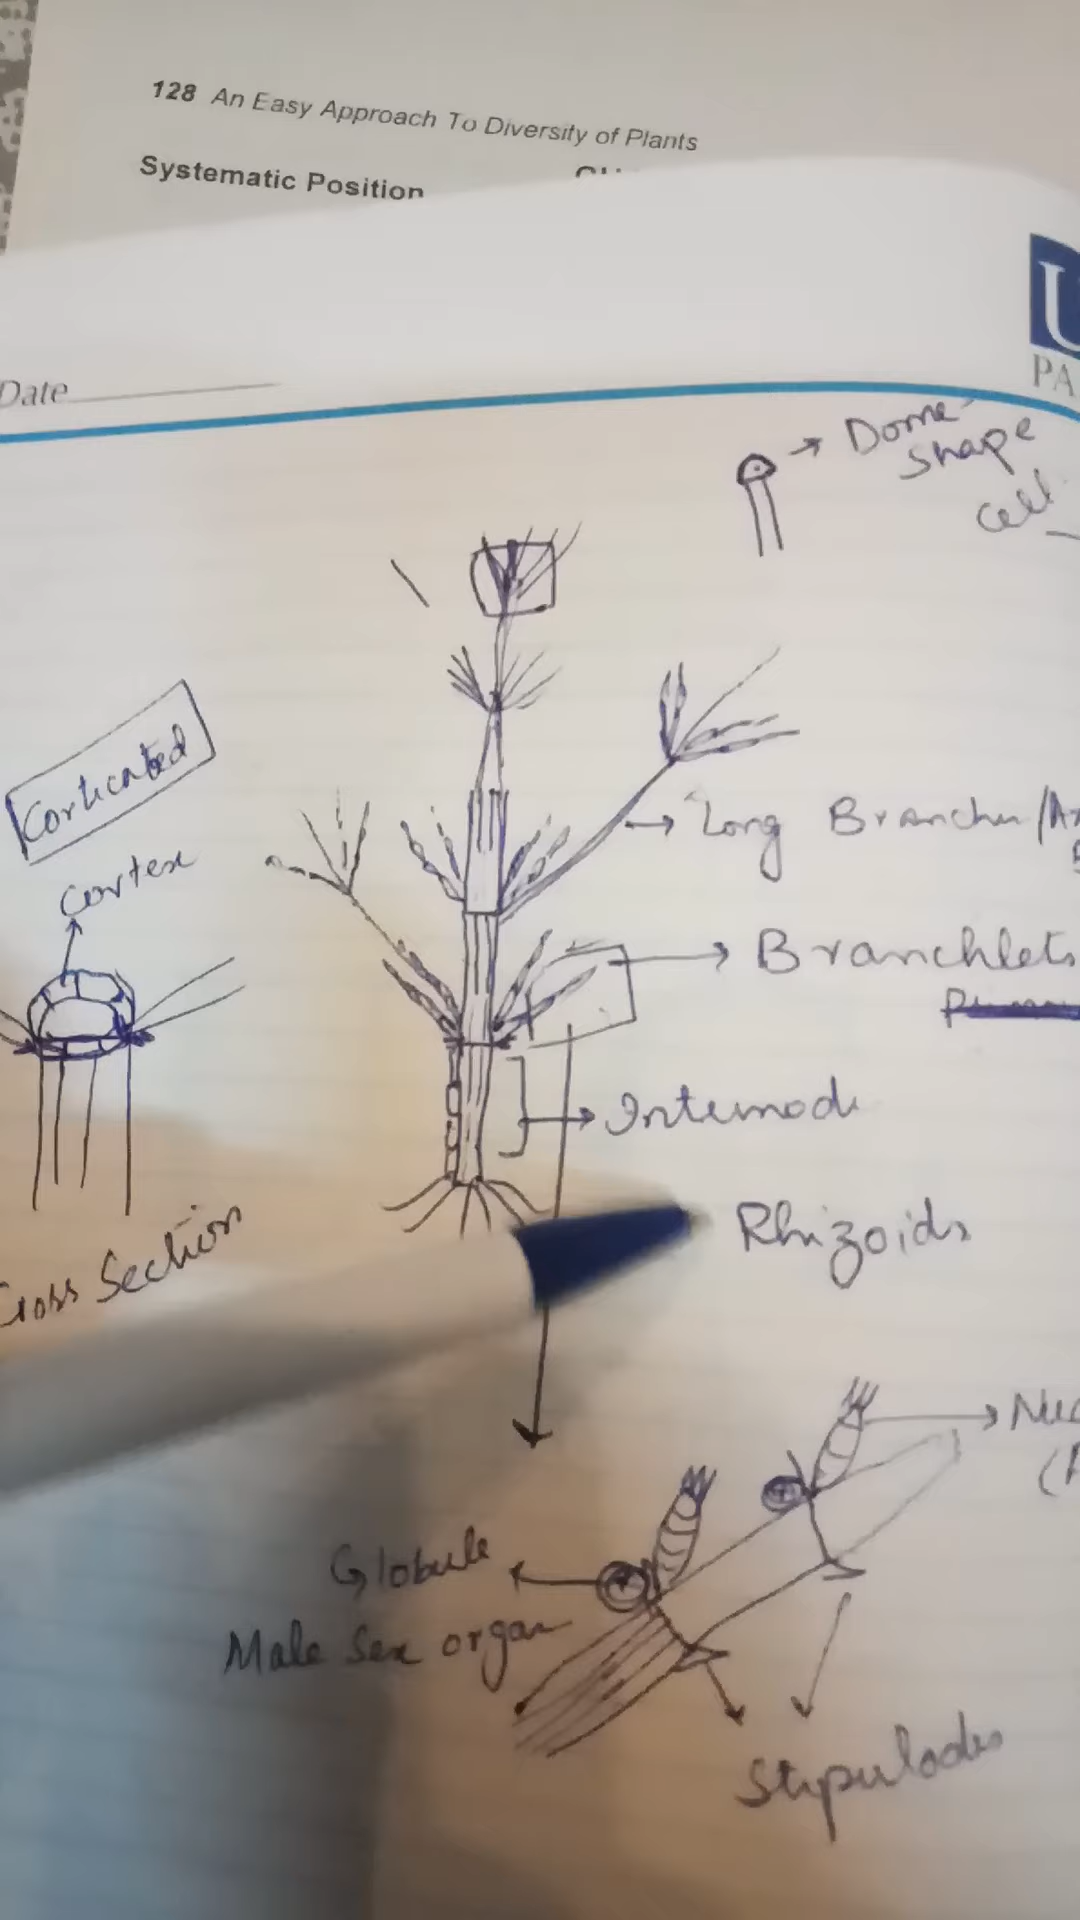 128 An Easy Approach To Diversity of Plants
Systematic Position
U
PA
Date
Dome-
shape
cell
Corticated
Cortex
Long Branches
Branchlets
Internode
Cross Section
Rhizoids
Globule
Male sex organ
Stipulodes